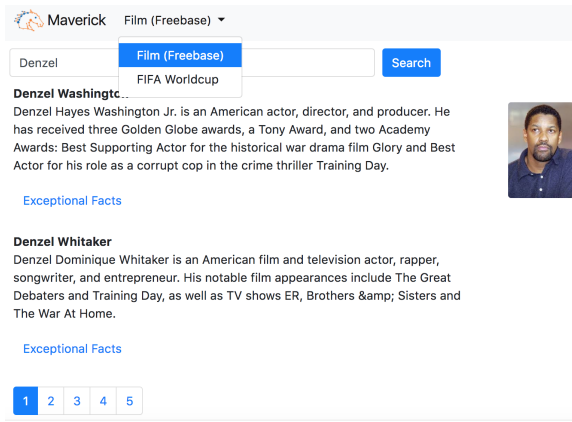 Maverick Film (Freebase)
Film (Freebase)
FIFA Worldcup
Denzel Search
Denzel Washington
Denzel Hayes Washington Jr. is an American actor, director, and producer. He
has received three Golden Globe awards, a Tony Award, and two Academy
Awards: Best Supporting Actor for the historical war drama film Glory and Best
Actor for his role as a corrupt cop in the crime thriller Training Day.
Exceptional Facts
Denzel Whitaker
Denzel Dominique Whitaker is an American film and television actor, rapper,
songwriter, and entrepreneur. His notable film appearances include The Great
Debaters and Training Day, as well as TV shows ER, Brothers &amp; Sisters and
The War At Home.
Exceptional Facts
1 2 3 4 5